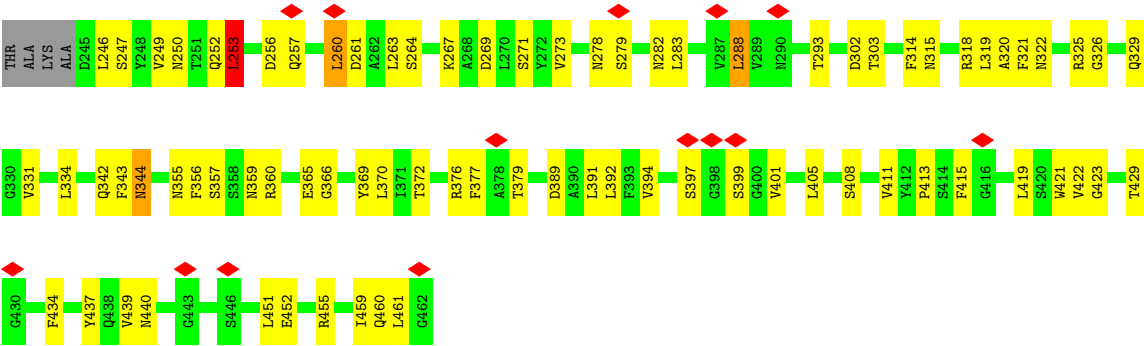 THR ALA LYS ALA D245 L246 S247 Y248 V249 N250 T251 Q252 L253 D256 Q257 L260 D261 A262 L263 S264 K267 A268 D269 L270 S271 Y272 V273 N278 S279 N282 L283 V287 L288 V289 N290 T293 D302 T303 F314 N315 R318 L319 A320 F321 N322 R325 G326 Q329
G330 V331 L334 Q342 F343 N344 N355 F356 S357 S358 N359 R360 E365 G366 Y369 L370 I371 T372 R376 F377 A378 T379 D389 A390 L391 L392 F393 V394 S397 G398 S399 G400 V401 L405 S408 V411 Y412 P413 S414 F415 G416 L419 S420 W421 V422 G423 T429
G430 F434 Y437 Q438 V439 N440 G443 S446 L451 E452 R455 I459 Q460 L461 G462